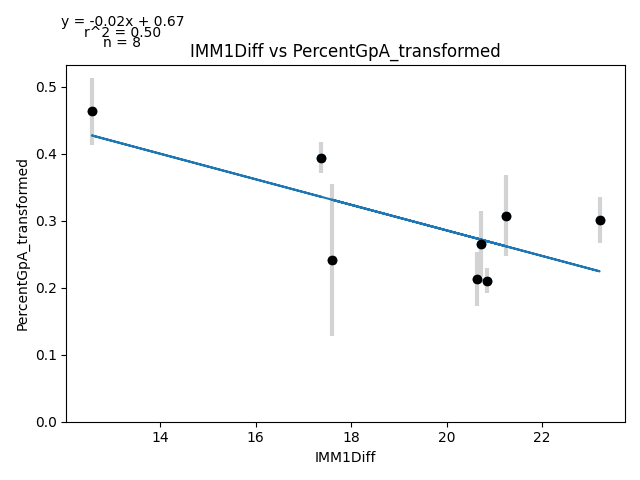 y = -0.02x + 0.67
r^2 = 0.50
n = 8
IMM1Diff vs PercentGpA_transformed
PercentGpA_transformed
0.5
0.4
0.3
0.2
0.1
0.0
14
16
18
20
22
IMM1Diff